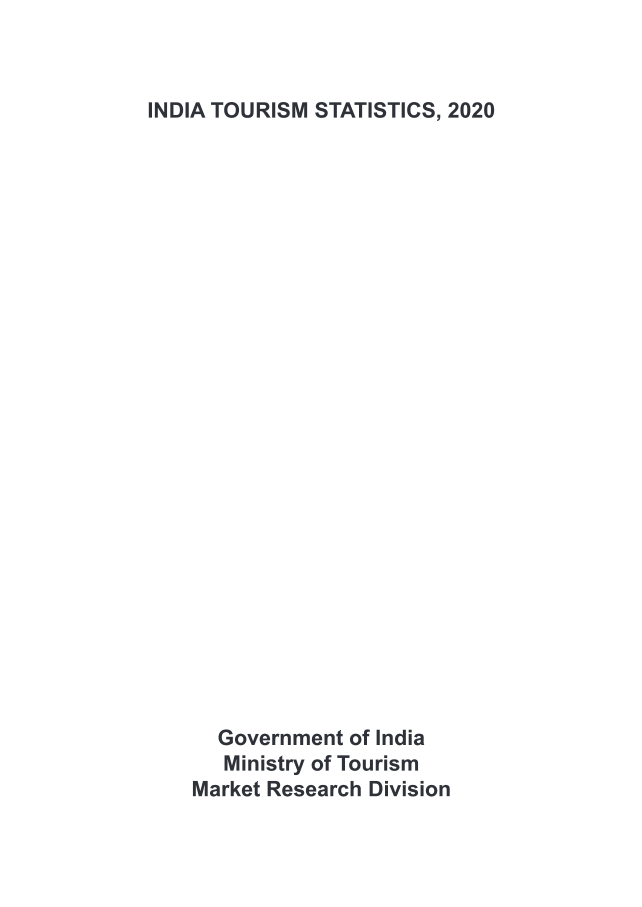 INDIA TOURISM STATISTICS, 2020
Government of India
Ministry of Tourism
Market Research Division